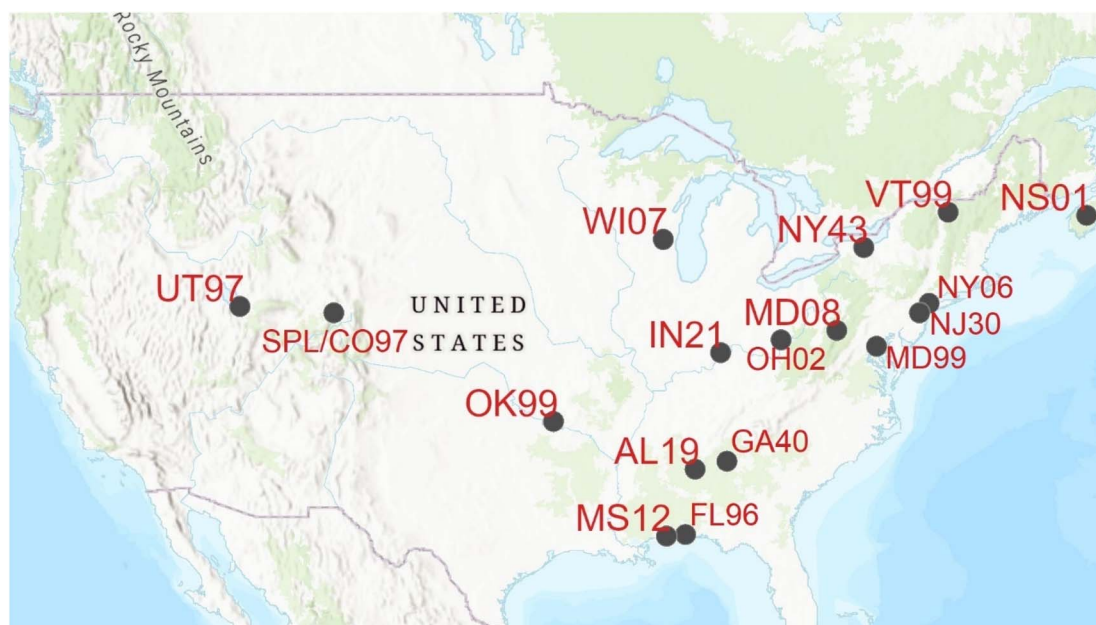 Rocky Mountains
VT99
NS01
WI07
NY43
UT97
NY06
MD08
NJ30
UNITED
STATES
SPL/CO97
IN21
OH02
MD99
OK99
AL19
GA40
MS12
FL96